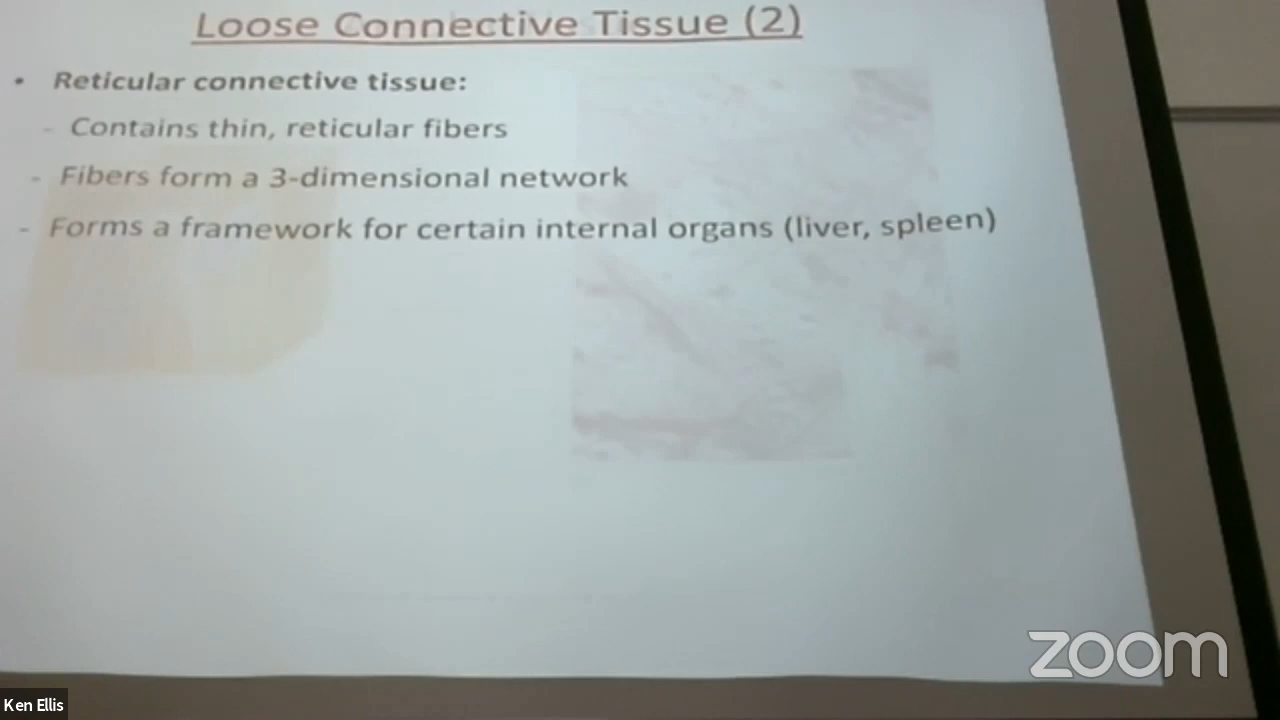 Loose Connective Tissue (2)
• Reticular connective tissue:
- Contains thin, reticular fibers
- Fibers form a 3-dimensional network
- Forms a framework for certain internal organs (liver, spleen)
zoom
Ken Ellis